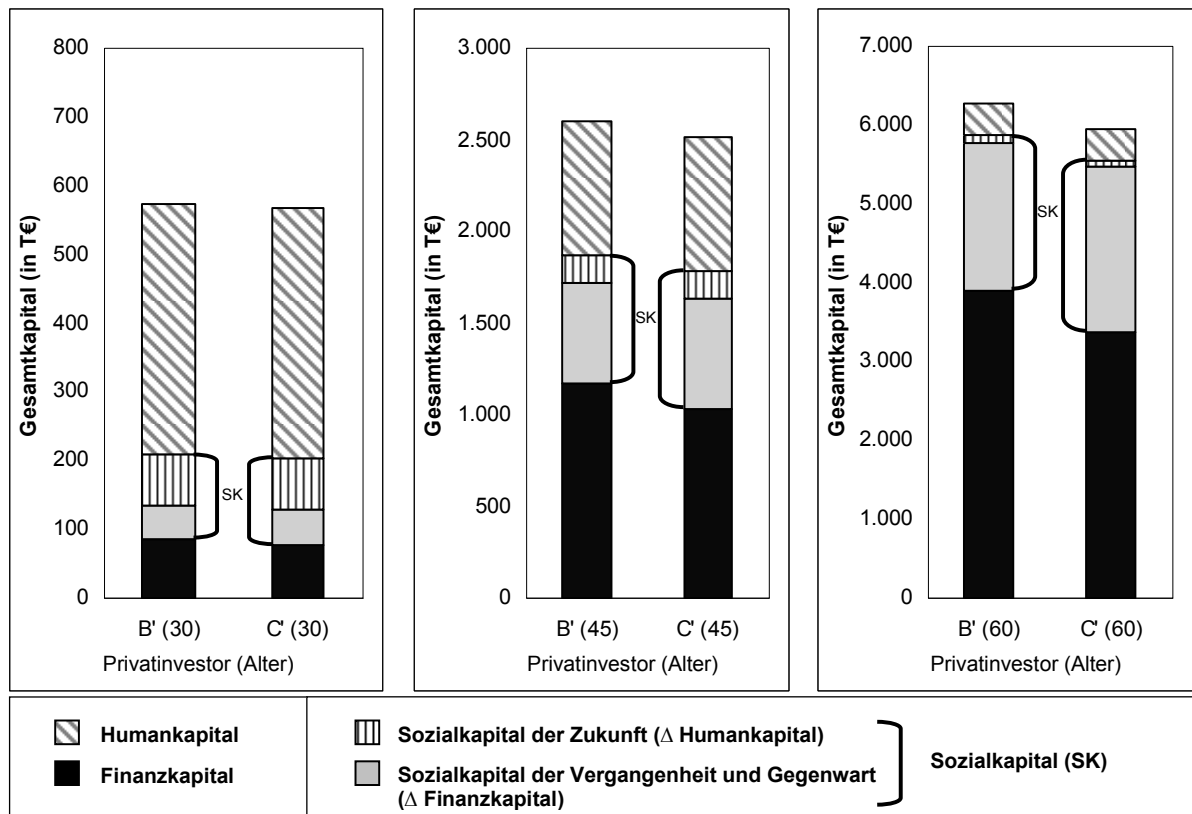 Gesamtkapital (in T€)
800
700
600
500
400
300
200
100
0
SK
B' (30)
C' (30)
Privatinvestor (Alter)
Gesamtkapital (in T€)
3.000
2.500
2.000
1.500
1.000
500
0
SK
B' (45)
C' (45)
Privatinvestor (Alter)
Gesamtkapital (in T€)
7.000
6.000
5.000
4.000
3.000
2.000
1.000
0
SK
B' (60)
C' (60)
Privatinvestor (Alter)
Humankapital
Finanzkapital
Sozialkapital der Zukunft (Δ Humankapital)
Sozialkapital der Vergangenheit und Gegenwart
(Δ Finanzkapital)
Sozialkapital (SK)